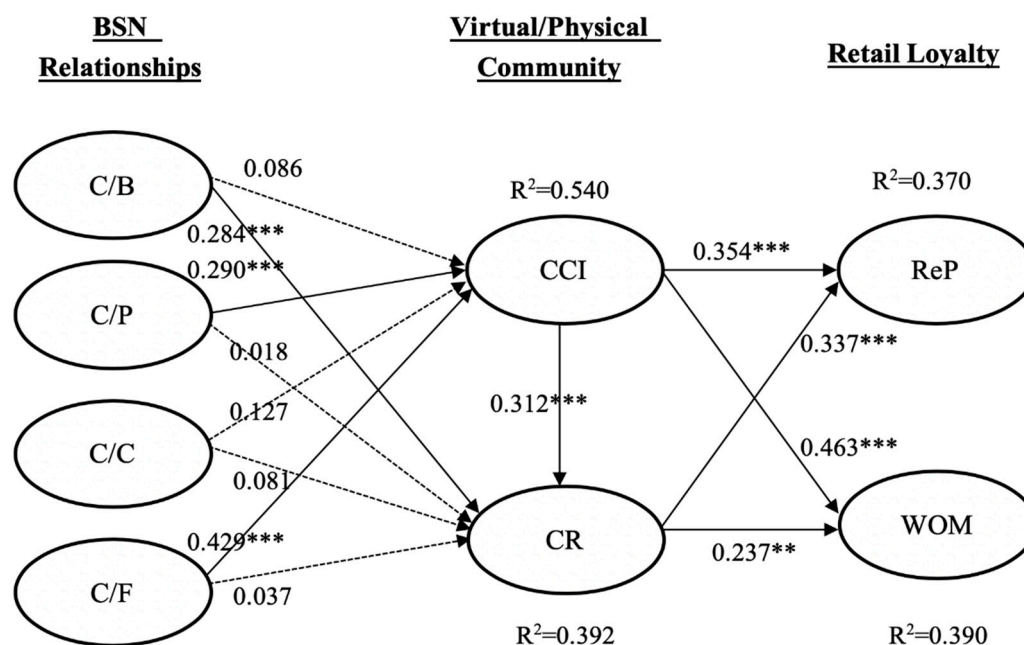 BSN
Relationships
Virtual/Physical
Community
Retail Loyalty
C/B
C/P
C/C
C/F
0.086
0.284***
0.290***
0.018
0.127
0.081
0.429***
0.037
R²=0.540
CCI
0.312***
CR
R²=0.392
0.354***
0.337***
0.463***
0.237**
R²=0.370
ReP
WOM
R²=0.390